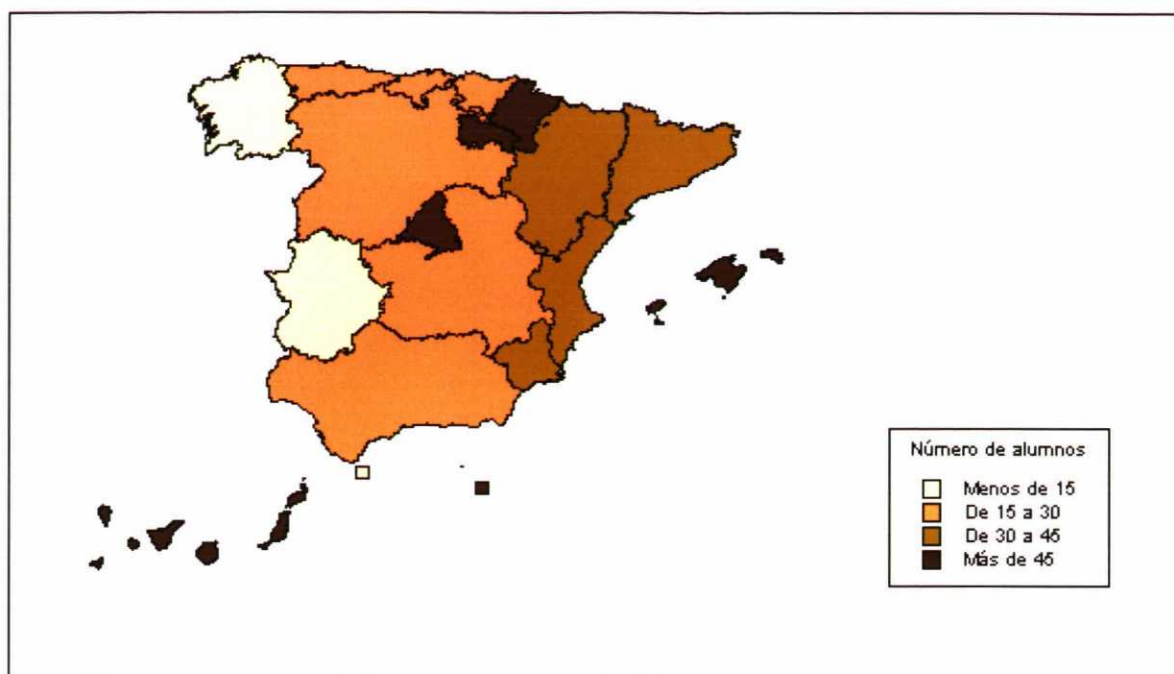 Número de alumnos
Menos de 15
De 15 a 30
De 30 a 45
Más de 45